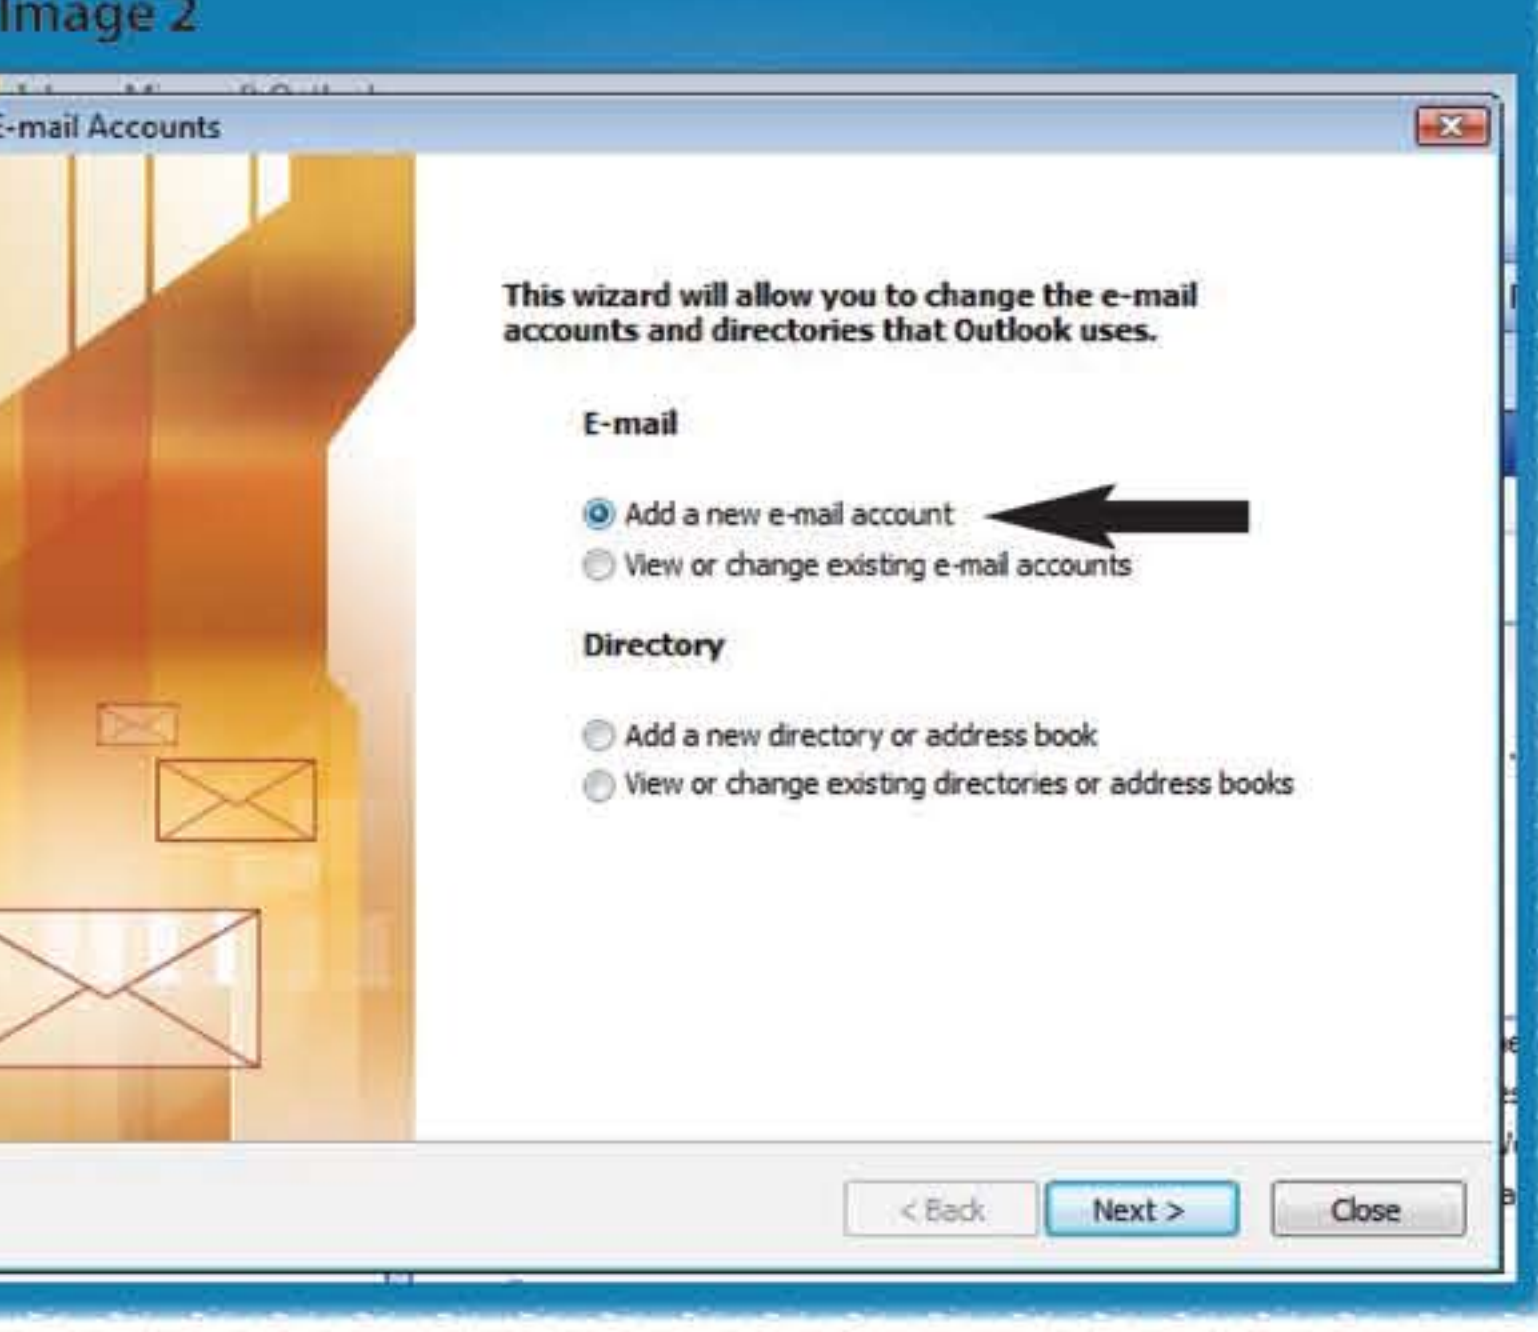 Image 2
Microsoft Outlook
E-mail Accounts
This wizard will allow you to change the e-mail
accounts and directories that Outlook uses.
E-mail
Add a new e-mail account
View or change existing e-mail accounts
Directory
Add a new directory or address book
View or change existing directories or address books
< Back
Next >
Close